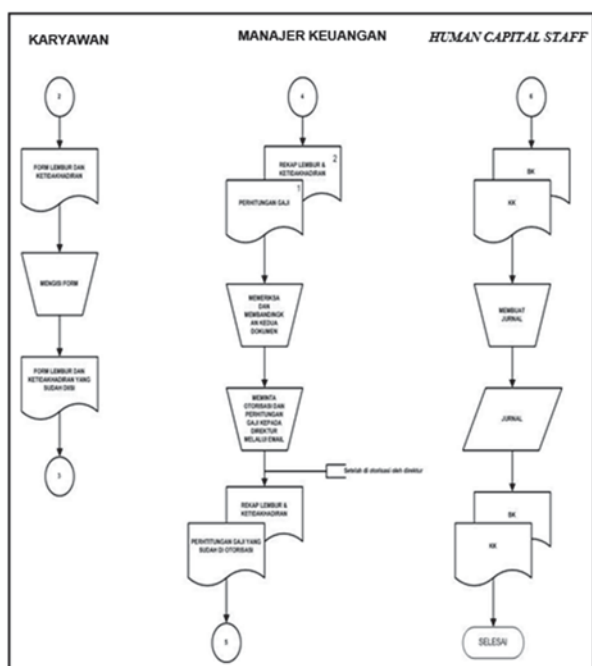 KARYAWAN
2
FORM LEMBUR DAN
KETIDAKHADIRAN
MENGISI FORM
FORM LEMBUR DAN
KETIDAKHADIRAN YANG
SUDAH DIISI
3
MANAJER KEUANGAN
4
2
REKAP LEMBUR &
KETIDAKHADIRAN
1
PERHITUNGAN GAJI
MEMERIKSA
DAN
MEMBANDINGK
AN KEDUA
DOKUMEN
MEMINTA
OTORISASI DAN
PERHITUNGAN
GAJI KEPADA
DIREKTUR
MELALUI EMAIL
Setelah di otorisasi oleh direktur
REKAP LEMBUR &
KETIDAKHADIRAN
PERHTITUNGAN GAJI YANG
SUDAH DI OTORISASI
5
HUMAN CAPITAL STAFF
BK
KK
MEMBUAT
JURNAL
JURNAL
BK
KK
SELESAI